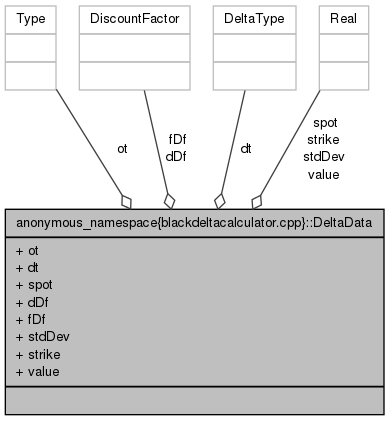 Type
DiscountFactor
DeltaType
Real
ot
fDf
dDf
dt
spot
strike
stdDev
value
anonymous_namespace{blackdeltacalculator.cpp}::DeltaData
+ ot
+ dt
+ spot
+ dDf
+ fDf
+ stdDev
+ strike
+ value